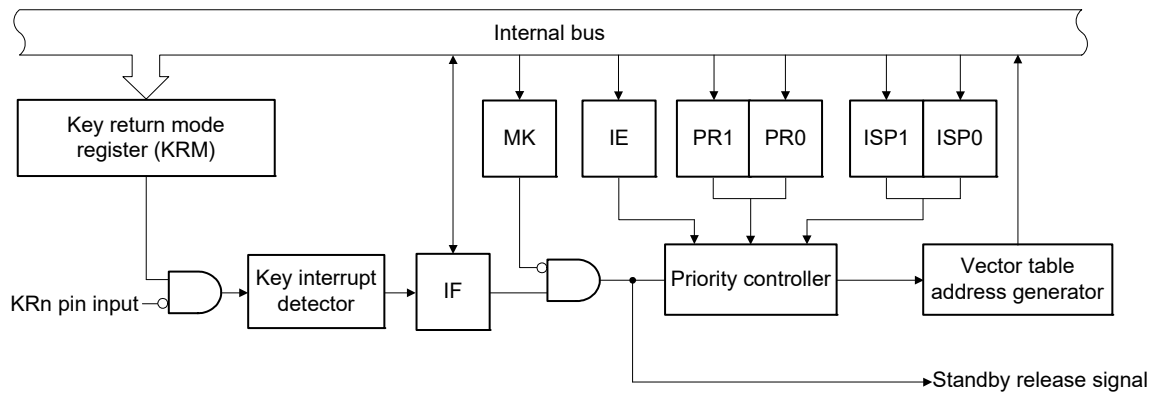 Internal bus
Key return mode
register (KRM)
MK
IE
PR1
PR0
ISP1
ISP0
KRn pin input
Key interrupt
detector
IF
Priority controller
Vector table
address generator
Standby release signal